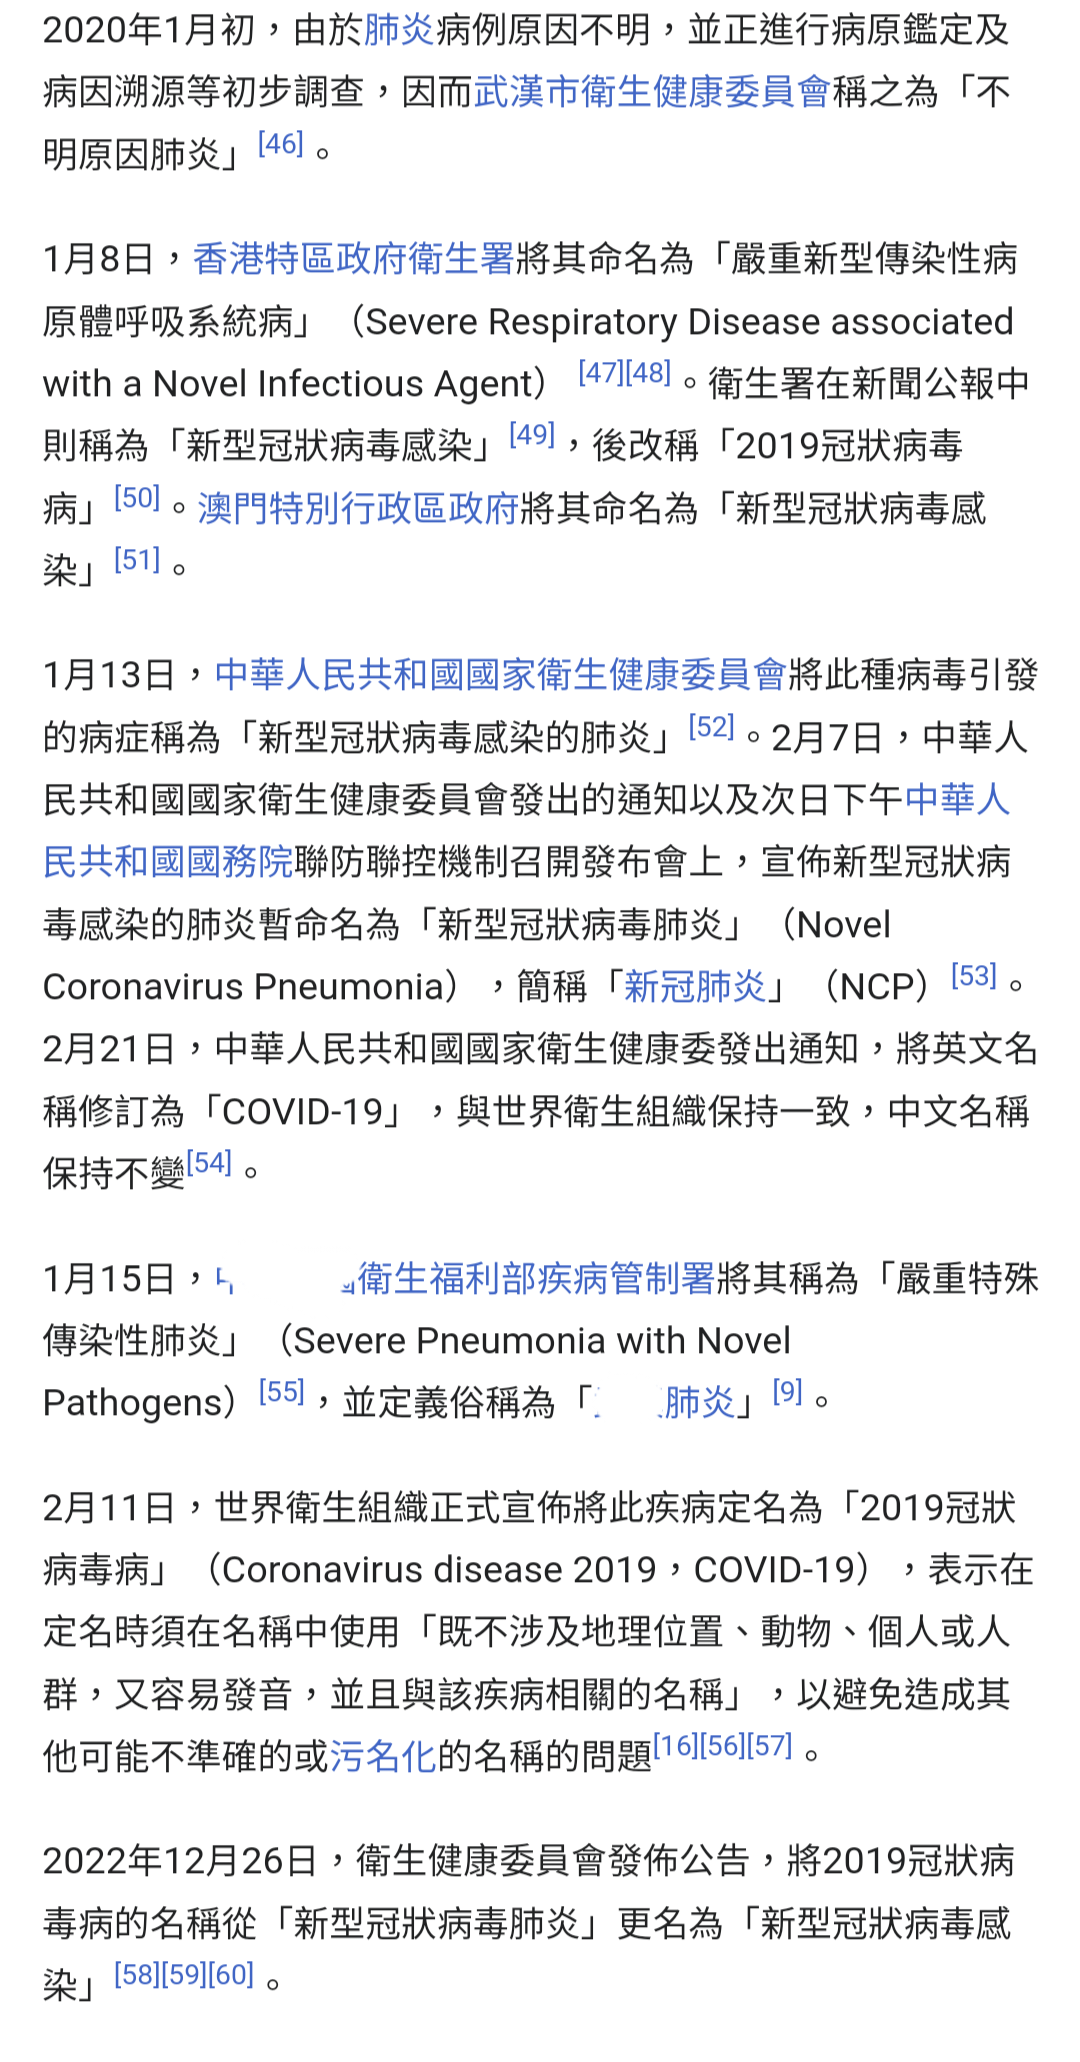 2020年1月初，由於肺炎病例原因不明，並正進行病原鑑定及
病因溯源等初步調查，因而武漢市衛生健康委員會稱之為「不
明原因肺炎」[46]。
1月8日，香港特區政府衛生署將其命名為「嚴重新型傳染性病
原體呼吸系統病」（Severe Respiratory Disease associated
with a Novel Infectious Agent）[47][48]。衛生署在新聞公報中
則稱為「新型冠狀病毒感染」[49]，後改稱「2019冠狀病毒
病」[50]。澳門特別行政區政府將其命名為「新型冠狀病毒感
染」[51]。
1月13日，中華人民共和國國家衛生健康委員會將此種病毒引發
的病症稱為「新型冠狀病毒感染的肺炎」[52]。2月7日，中華人
民共和國國家衛生健康委員會發出的通知以及次日下午中華人
民共和國國務院聯防聯控機制召開發布會上，宣佈新型冠狀病
毒感染的肺炎暫命名為「新型冠狀病毒肺炎」（Novel
Coronavirus Pneumonia），簡稱「新冠肺炎」（NCP）[53]。
2月21日，中華人民共和國國家衛生健康委發出通知，將英文名
稱修訂為「COVID-19」，與世界衛生組織保持一致，中文名稱
保持不變[54]。
1月15日，衛生福利部疾病管制署將其稱為「嚴重特殊
傳染性肺炎」（Severe Pneumonia with Novel
Pathogens）[55]，並定義俗稱為「肺炎」[9]。
2月11日，世界衛生組織正式宣佈將此疾病定名為「2019冠狀
病毒病」（Coronavirus disease 2019，COVID-19），表示在
定名時須在名稱中使用「既不涉及地理位置、動物、個人或人
群，又容易發音，並且與該疾病相關的名稱」，以避免造成其
他可能不準確的或污名化的名稱的問題[16][56][57]。
2022年12月26日，衛生健康委員會發佈公告，將2019冠狀病
毒病的名稱從「新型冠狀病毒肺炎」更名為「新型冠狀病毒感
染」[58][59][60]。